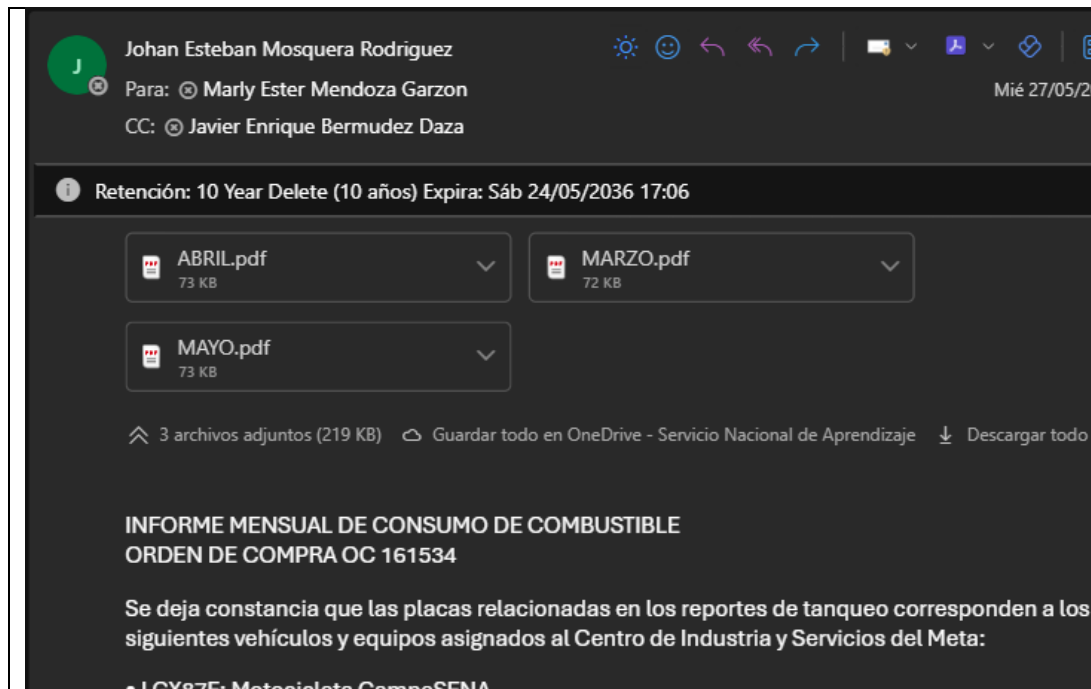 J
Johan Esteban Mosquera Rodriguez
Para: Marly Ester Mendoza Garzon
Mié 27/05/20
CC: Javier Enrique Bermudez Daza
Retención: 10 Year Delete (10 años) Expira: Sáb 24/05/2036 17:06
ABRIL.pdf
73 KB
MARZO.pdf
72 KB
MAYO.pdf
73 KB
3 archivos adjuntos (219 KB) Guardar todo en OneDrive - Servicio Nacional de Aprendizaje Descargar todo
INFORME MENSUAL DE CONSUMO DE COMBUSTIBLE
ORDEN DE COMPRA OC 161534
Se deja constancia que las placas relacionadas en los reportes de tanqueo corresponden a los
siguientes vehículos y equipos asignados al Centro de Industria y Servicios del Meta:
Motocicleta CampeSENA